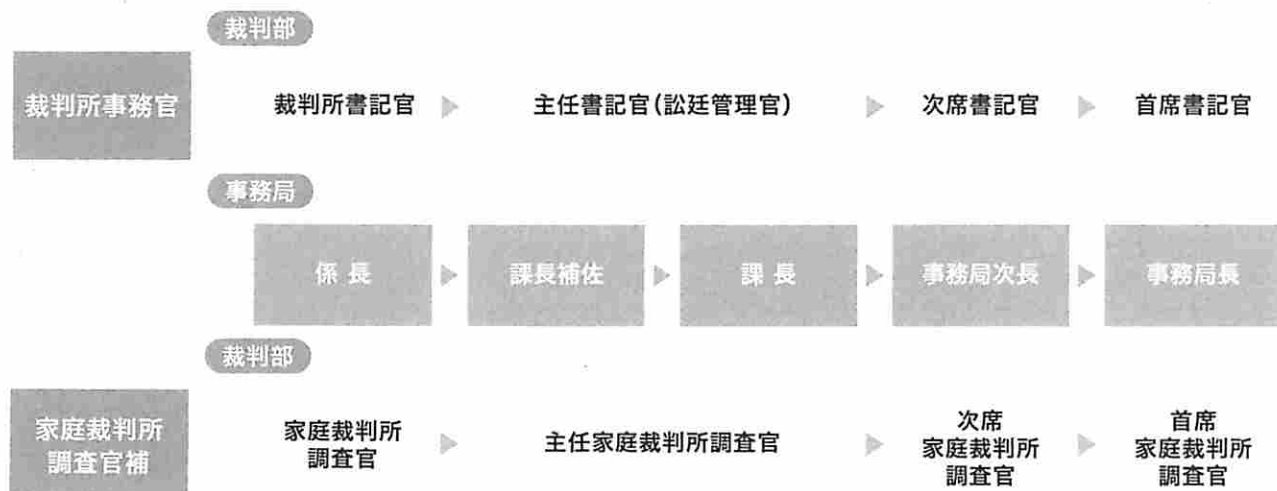 裁判部
裁判所事務官
裁判所書記官
主任書記官(訟廷管理官)
次席書記官
首席書記官
事務局
係 長
課長補佐
課 長
事務局次長
事務局長
裁判部
家庭裁判所
調査官補
家庭裁判所
調査官
主任家庭裁判所調査官
次席
家庭裁判所
調査官
首席
家庭裁判所
調査官